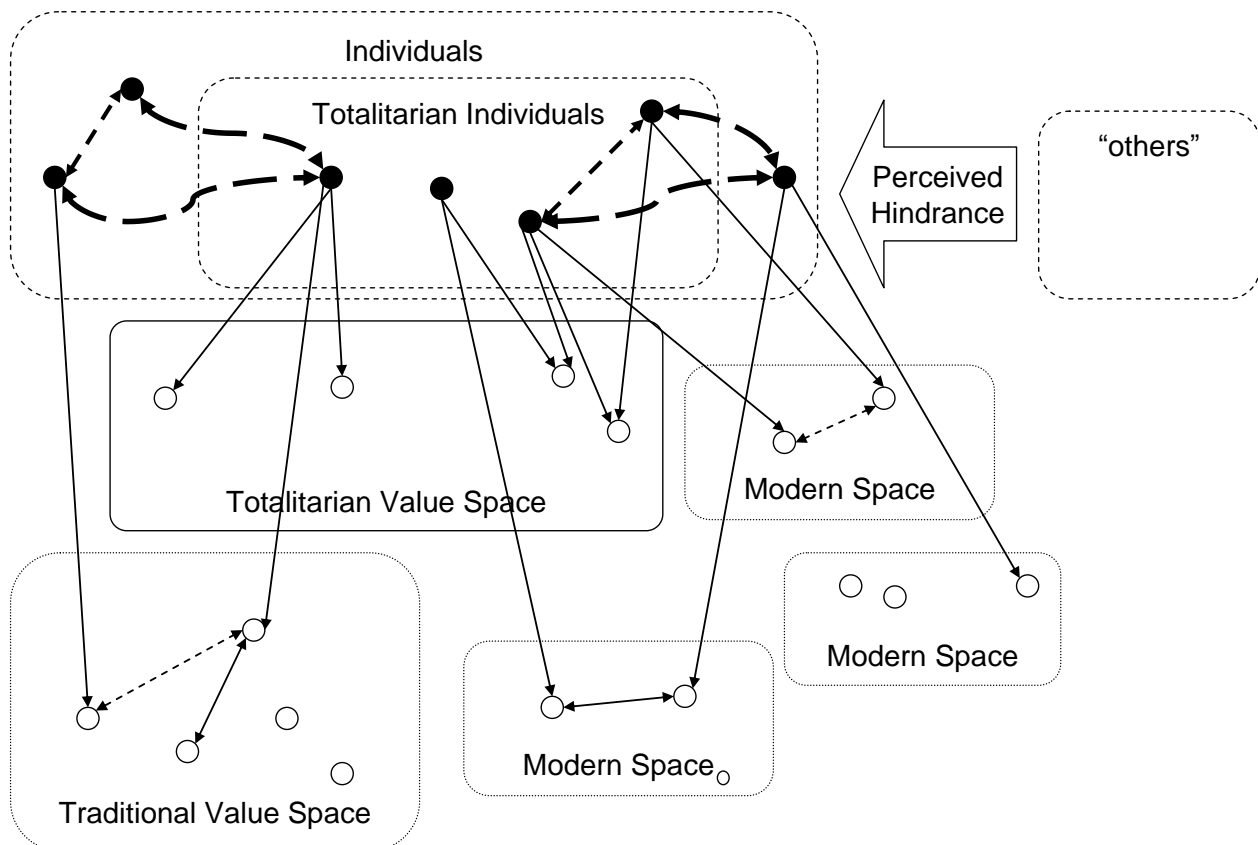 Individuals
Totalitarian Individuals
“others”
Perceived
Hindrance
Totalitarian Value Space
Modern Space
Modern Space
Modern Space
Traditional Value Space